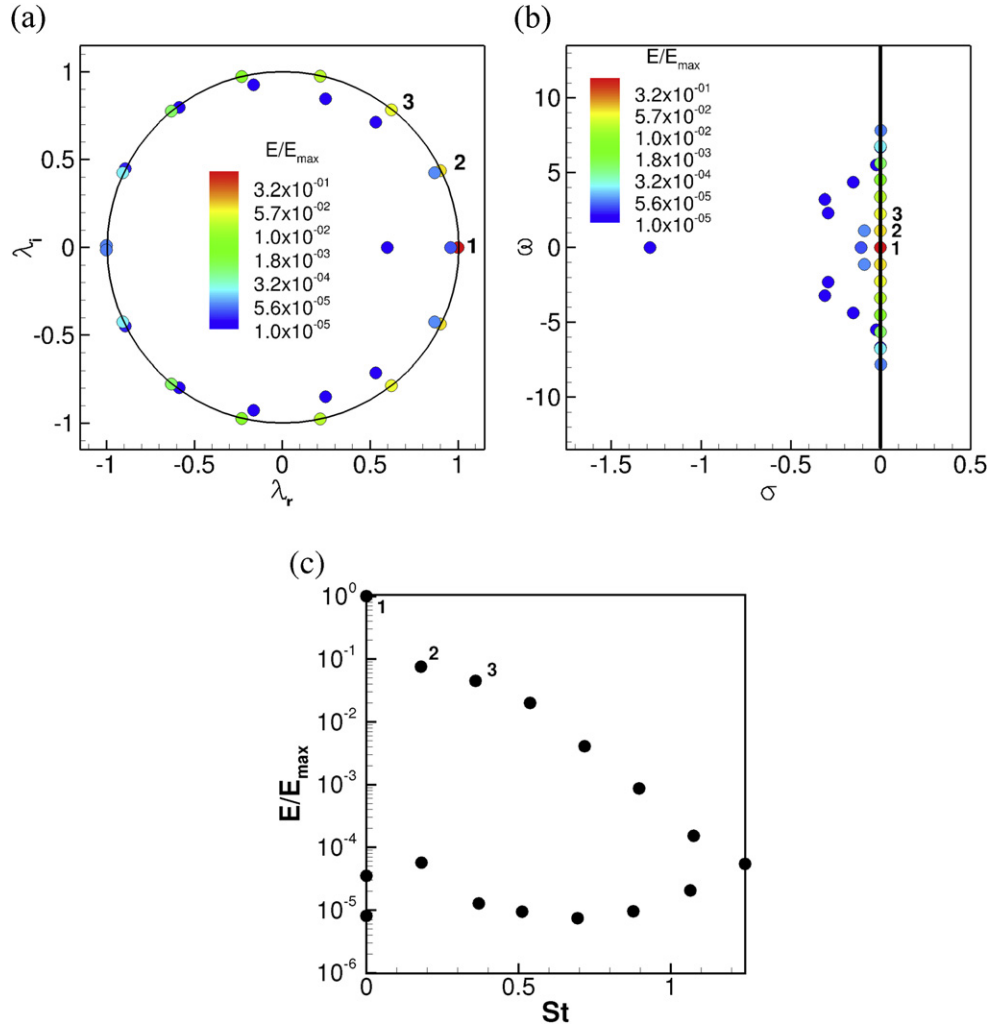 (a)
(b)
1
0.5
0
-0.5
-1
-1
-0.5
0
0.5
1
λi
λr
E/Emax
3.2x10-01
5.7x10-02
1.0x10-02
1.8x10-03
3.2x10-04
5.6x10-05
1.0x10-05
3
2
1
10
5
0
-5
-10
-1.5
-1
-0.5
0
0.5
ω
σ
E/Emax
3.2x10-01
5.7x10-02
1.0x10-02
1.8x10-03
3.2x10-04
5.6x10-05
1.0x10-05
3
2
1
(c)
100
10-1
10-2
10-3
10-4
10-5
10-6
0
0.5
1
E/Emax
St
1
2
3